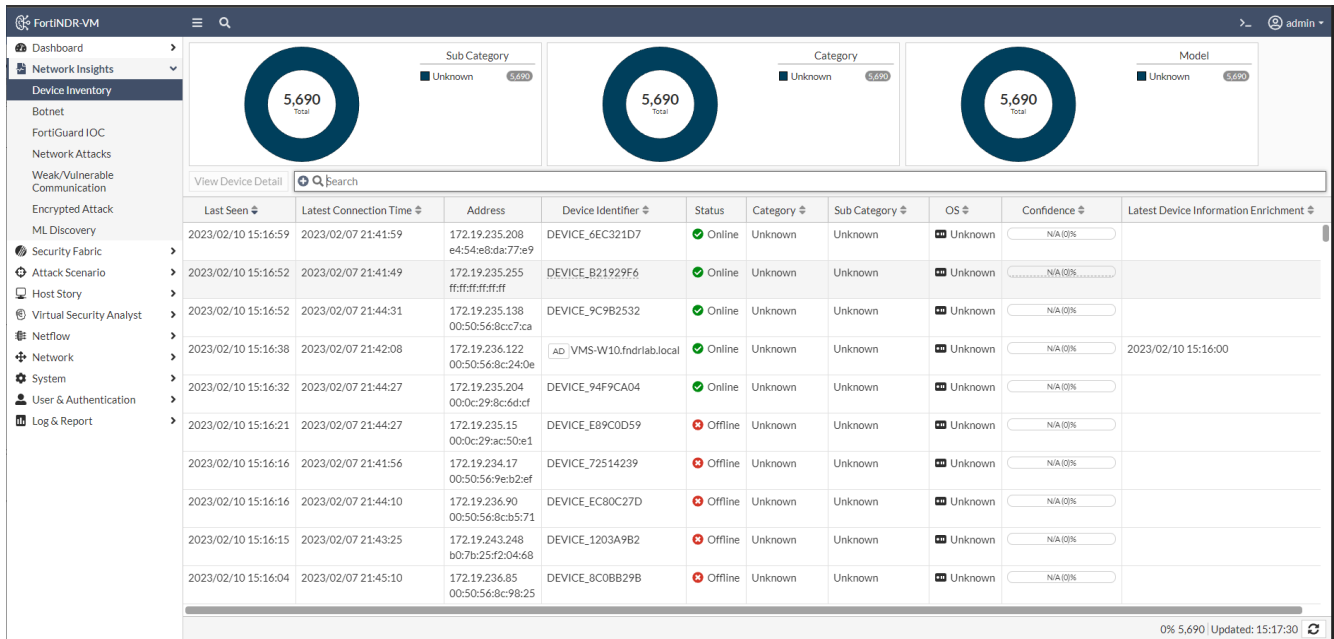 FortiNDR-VM
>_ admin
Dashboard
Network Insights
Device Inventory
Botnet
FortiGuard IOC
Network Attacks
Weak/Vulnerable
Communication
Encrypted Attack
ML Discovery
Security Fabric
Attack Scenario
Host Story
Virtual Security Analyst
Netflow
Network
System
User & Authentication
Log & Report
5,690
Total
Sub Category
Unknown 5,690
5,690
Total
Category
Unknown 5,690
5,690
Total
Model
Unknown 5,690
View Device Detail Search
Last Seen Latest Connection Time Address Device Identifier Status Category Sub Category OS Confidence Latest Device Information Enrichment
2023/02/10 15:16:59 2023/02/07 21:41:59 172.19.235.208 DEVICE_6EC321D7 Online Unknown Unknown Unknown N/A (0)%
e4:54:e8:da:77:e9
2023/02/10 15:16:52 2023/02/07 21:41:49 172.19.235.255 DEVICE_B21929F6 Online Unknown Unknown Unknown N/A (0)%
ff:ff:ff:ff:ff:ff
2023/02/10 15:16:52 2023/02/07 21:44:31 172.19.235.138 DEVICE_9C9B2532 Online Unknown Unknown Unknown N/A (0)%
00:50:56:8c:c7:ca
2023/02/10 15:16:38 2023/02/07 21:42:08 172.19.236.122 AD VMS-W10.fndrlab.local Online Unknown Unknown Unknown N/A (0)% 2023/02/10 15:16:00
00:50:56:8c:24:0e
2023/02/10 15:16:32 2023/02/07 21:44:27 172.19.235.204 DEVICE_94F9CA04 Online Unknown Unknown Unknown N/A (0)%
00:0c:29:8c:6d:cf
2023/02/10 15:16:21 2023/02/07 21:44:27 172.19.235.15 DEVICE_E89C0D59 Offline Unknown Unknown Unknown N/A (0)%
00:0c:29:ac:50:e1
2023/02/10 15:16:16 2023/02/07 21:41:56 172.19.234.17 DEVICE_72514239 Offline Unknown Unknown Unknown N/A (0)%
00:50:56:9e:b2:ef
2023/02/10 15:16:16 2023/02/07 21:44:10 172.19.236.90 DEVICE_EC80C27D Offline Unknown Unknown Unknown N/A (0)%
00:50:56:8c:b5:71
2023/02/10 15:16:15 2023/02/07 21:43:25 172.19.243.248 DEVICE_1203A9B2 Offline Unknown Unknown Unknown N/A (0)%
b0:7b:25:f2:04:68
2023/02/10 15:16:04 2023/02/07 21:45:10 172.19.236.85 DEVICE_8C0BB29B Offline Unknown Unknown Unknown N/A (0)%
00:50:56:8c:98:25
0% 5,690 Updated: 15:17:30